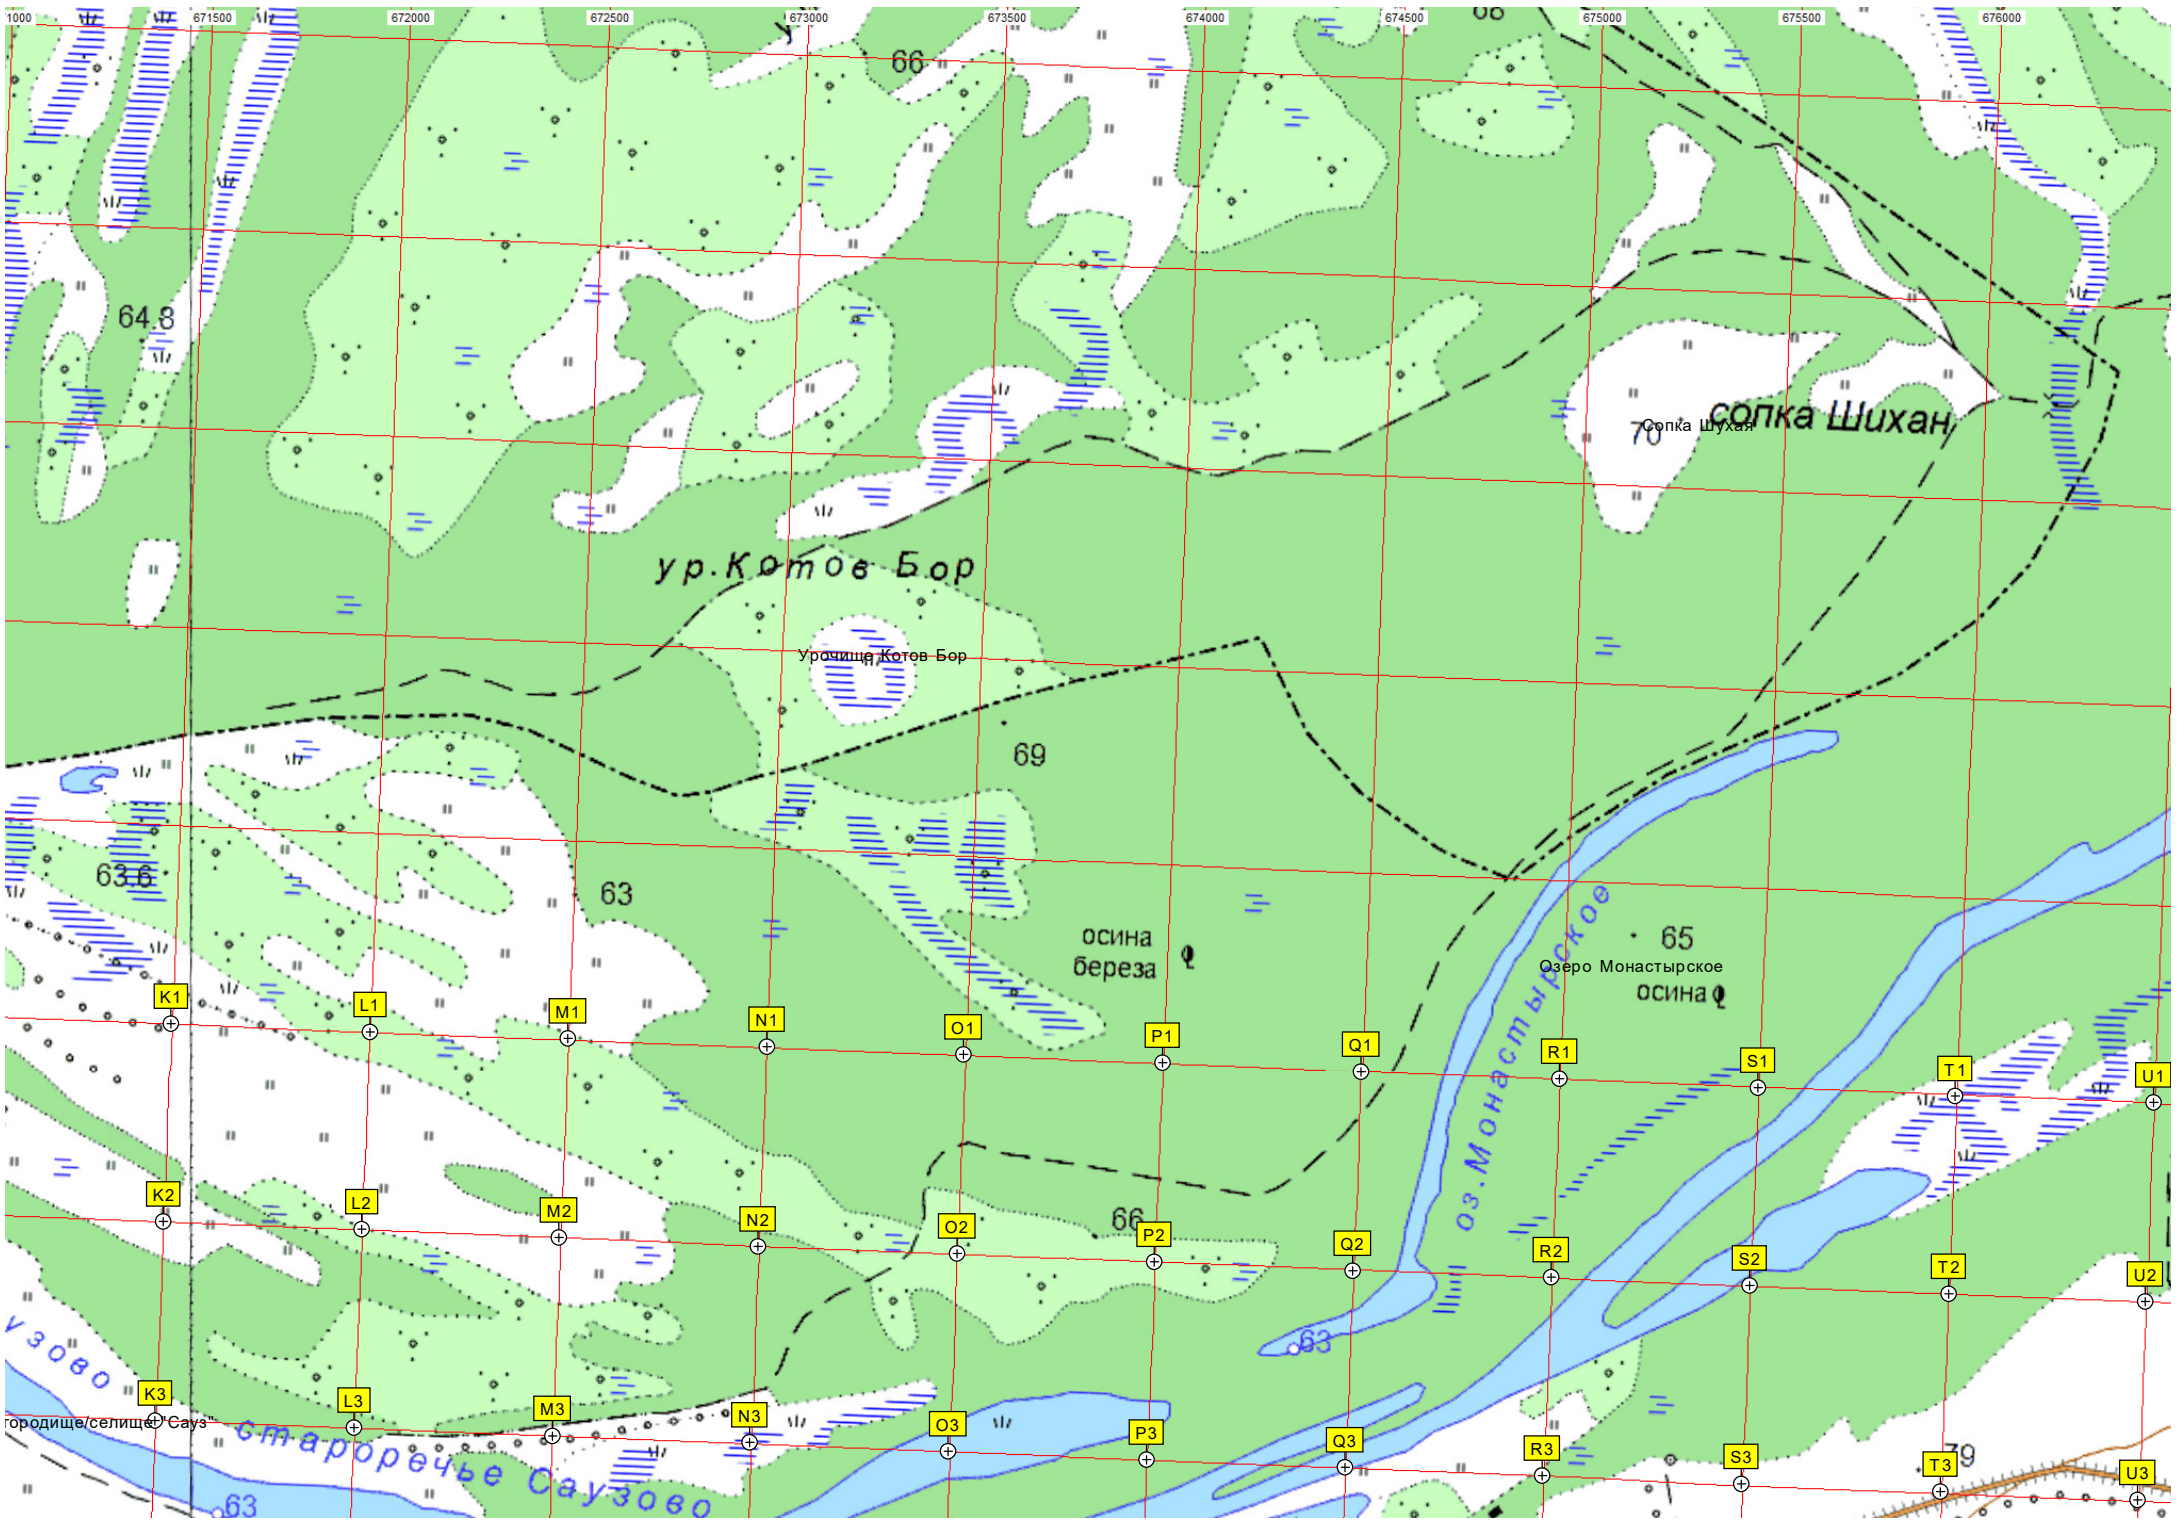 1000 671500 672000 672500 673000 673500 674000 674500 675000 675500 676000
68
у
66
64.8
сопка Шихан
Сопка Шухая
70
ур.Котов Бор
Урочище Котов Бор
69
63.6
63
осина
береза
65
Озеро Монастырское
осина
оз.Монастырское
K1 L1 M1 N1 O1 P1 Q1 R1 S1 T1 U1
66
K2 L2 M2 N2 O2 P2 Q2 R2 S2 T2 U2
63
узово
K3 L3 M3 N3 O3 P3 Q3 R3 S3 T3 U3
городище/селище "Сауз"
староречье Саузово
79
63